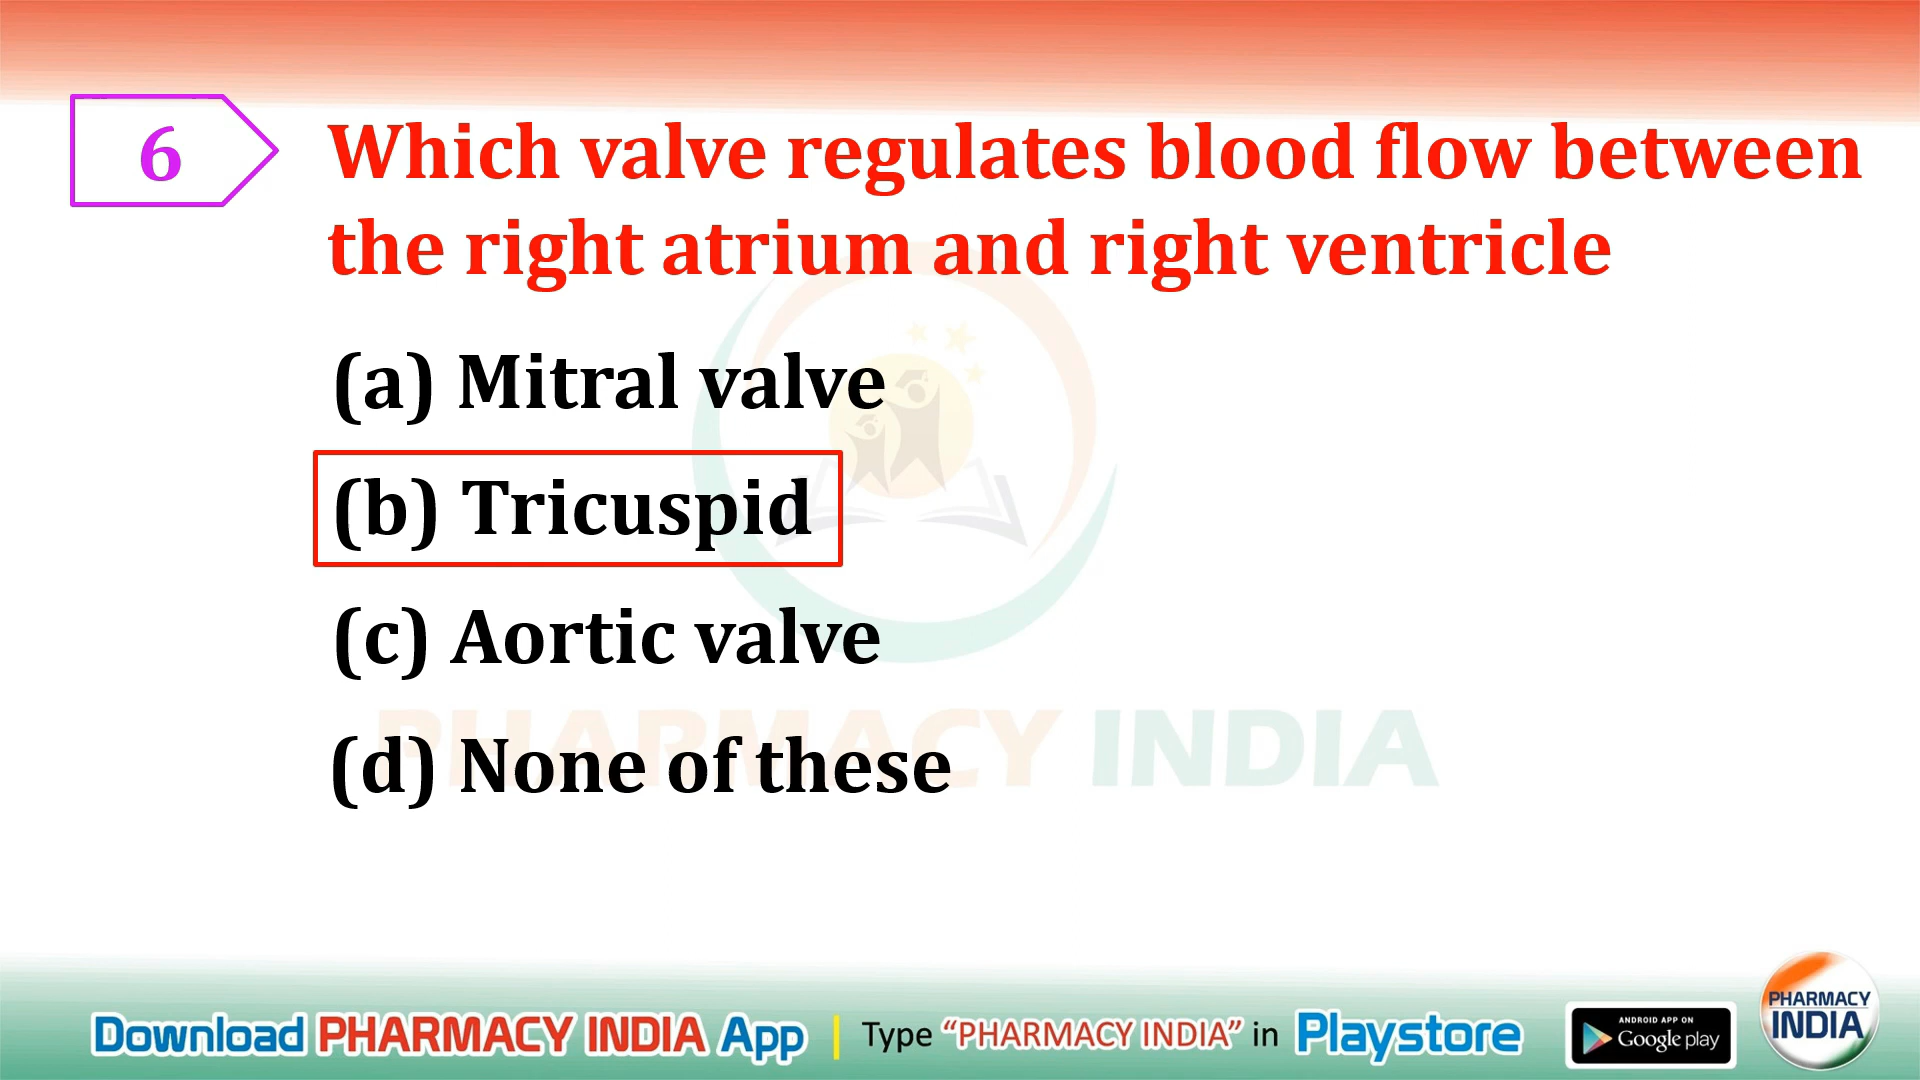 6
Which valve regulates blood flow between
the right atrium and right ventricle
(a) Mitral valve
(b) Tricuspid
(c) Aortic valve
(d) None of these
PHARMACY INDIA
Download PHARMACY INDIA App | Type “PHARMACY INDIA” in Playstore
ANDROID APP ON
Google play
PHARMACY
INDIA